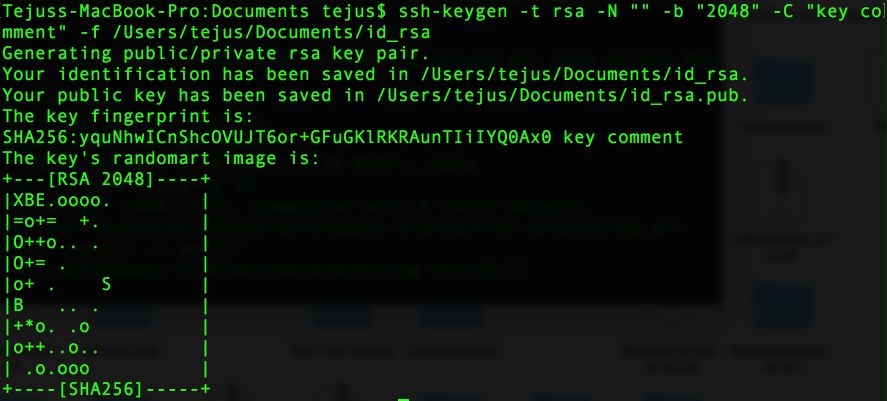 Tejuss-MacBook-Pro:Documents tejus$ ssh-keygen -t rsa -N "" -b "2048" -C "key co
mment" -f /Users/tejus/Documents/id_rsa
Generating public/private rsa key pair.
Your identification has been saved in /Users/tejus/Documents/id_rsa.
Your public key has been saved in /Users/tejus/Documents/id_rsa.pub.
The key fingerprint is:
SHA256:yquNhwICnShcOVUJT6or+GFuGKlRKRAunTIiIYQ0Ax0 key comment
The key's randomart image is:
+---[RSA 2048]----+
|XBE.oooo.        |
|=o+=  +.         |
|O++o.. .         |
|O+= .            |
|o+ .    S        |
|B   .. .         |
|+*o. .o          |
|o++..o..         |
| .o.ooo          |
+----[SHA256]-----+